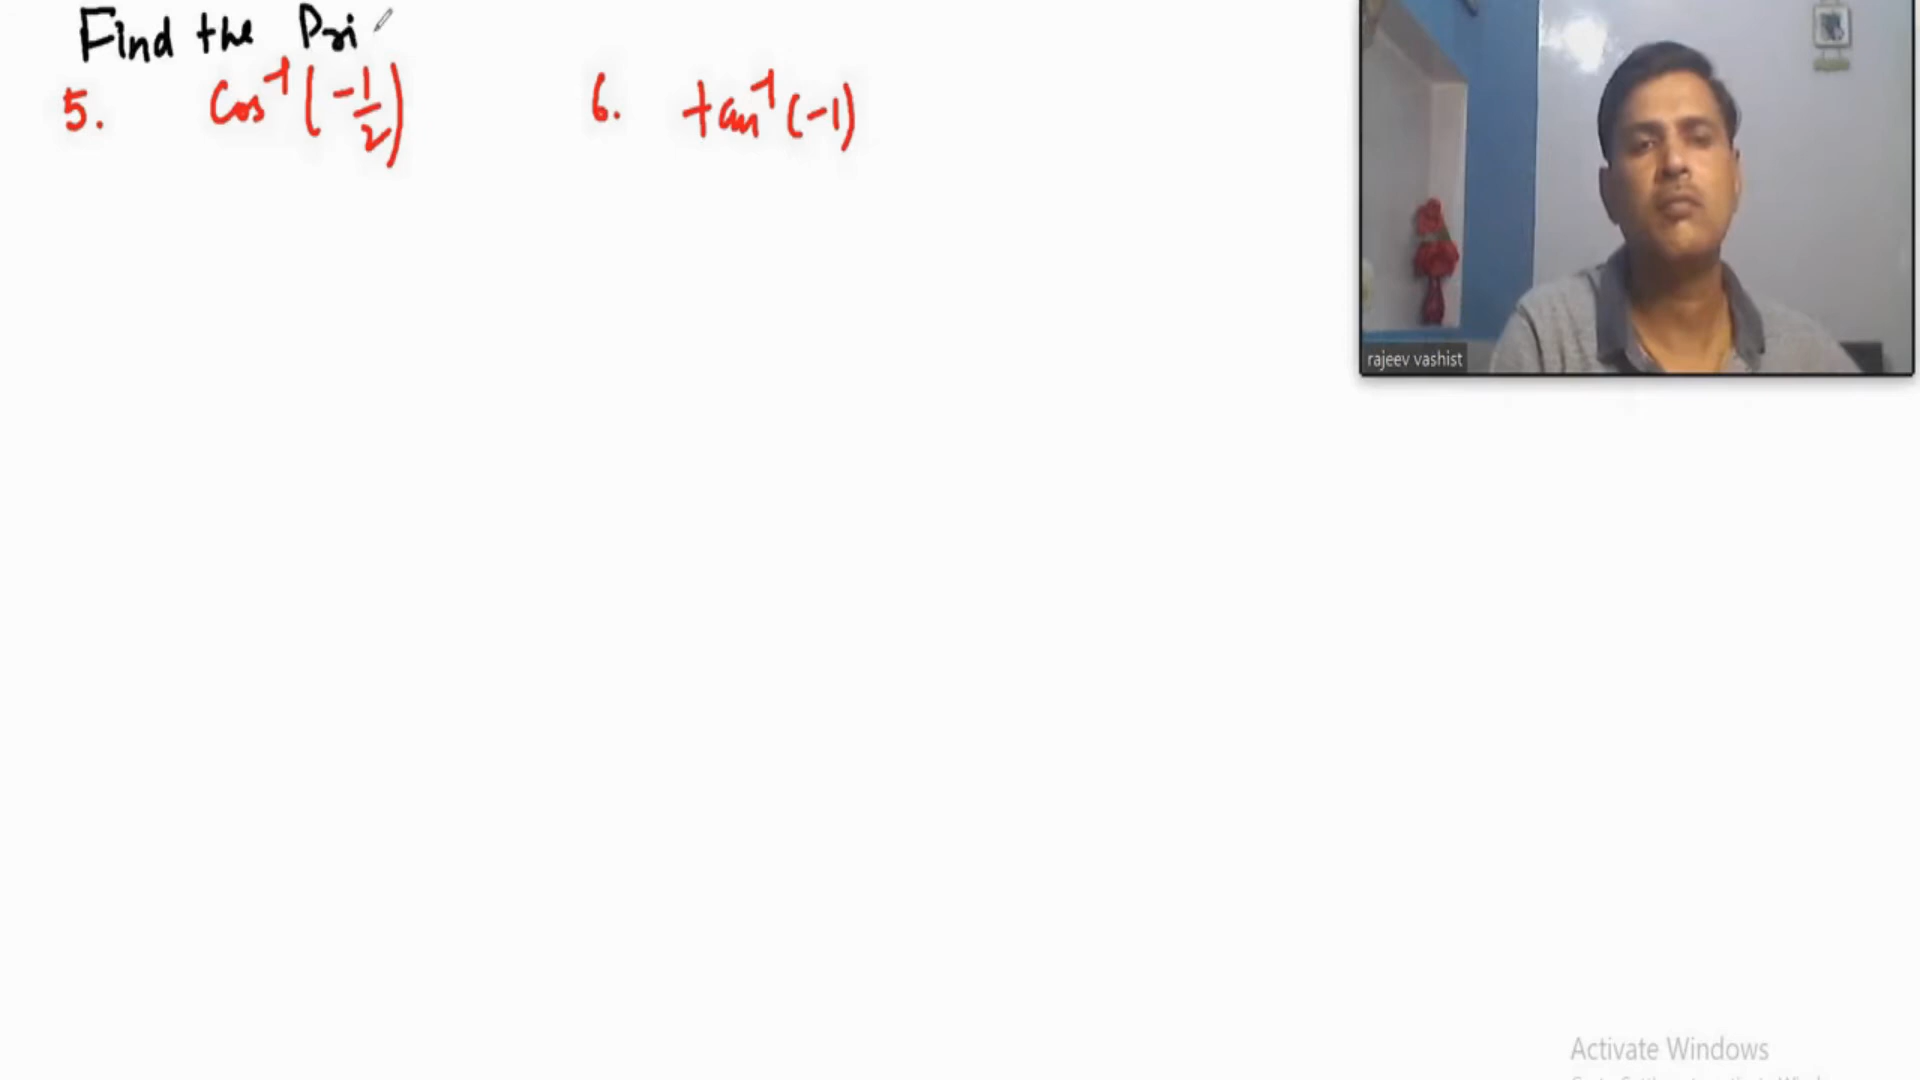 Find the Pri
5. cos⁻¹(-1/2) 6. tan⁻¹(-1)
rajeev vashist
Activate Windows